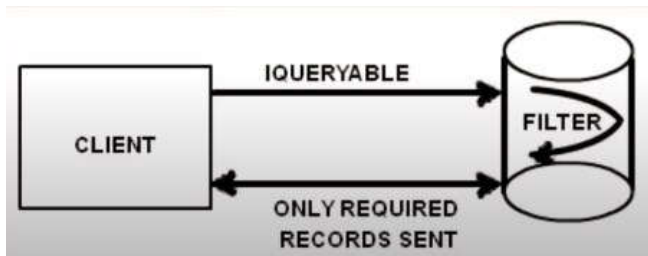 IQUERYABLE
CLIENT
FILTER
ONLY REQUIRED
RECORDS SENT